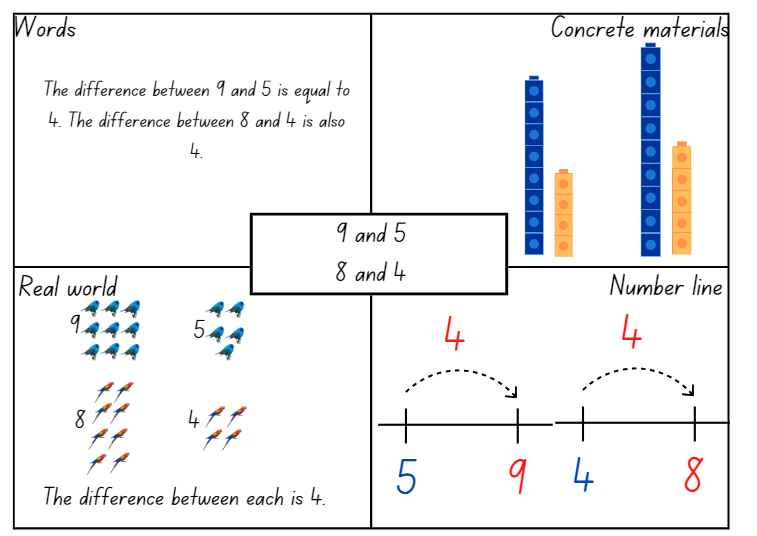 Words
Concrete materials
The difference between 9 and 5 is equal to
4. The difference between 8 and 4 is also
4.
9 and 5
8 and 4
Real world
9
5
8
4
The difference between each is 4.
Number line
4
4
5
9
4
8